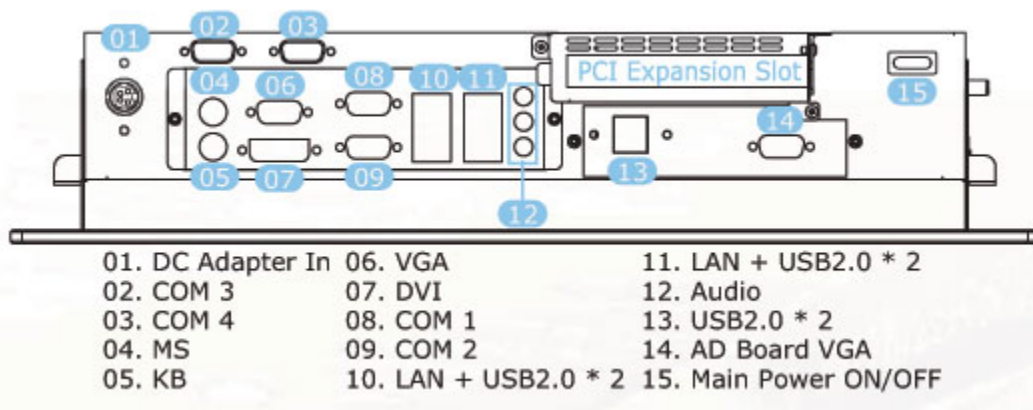 01
02
03
04
06
08
10
11
PCI Expansion Slot
15
14
13
05
07
09
12
01. DC Adapter In 06. VGA 11. LAN + USB2.0 * 2
02. COM 3 07. DVI 12. Audio
03. COM 4 08. COM 1 13. USB2.0 * 2
04. MS 09. COM 2 14. AD Board VGA
05. KB 10. LAN + USB2.0 * 2 15. Main Power ON/OFF